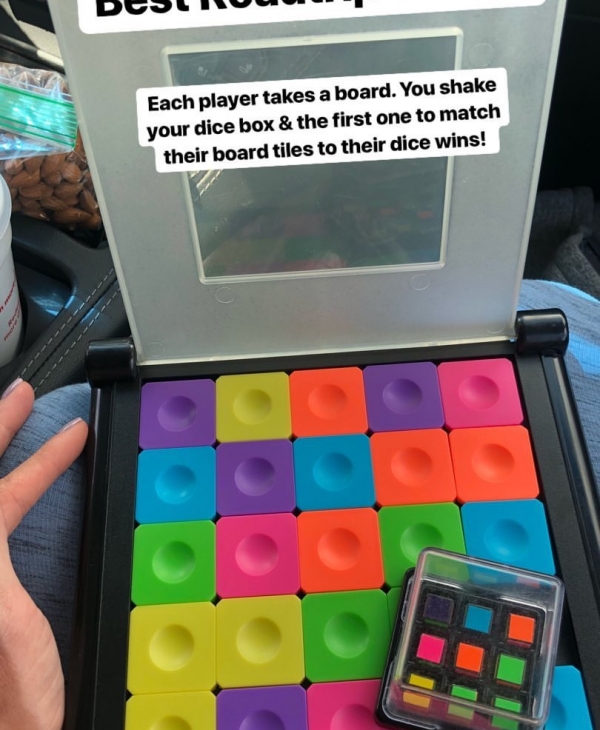 Best
Each player takes a board. You shake
your dice box & the first one to match
their board tiles to their dice wins!